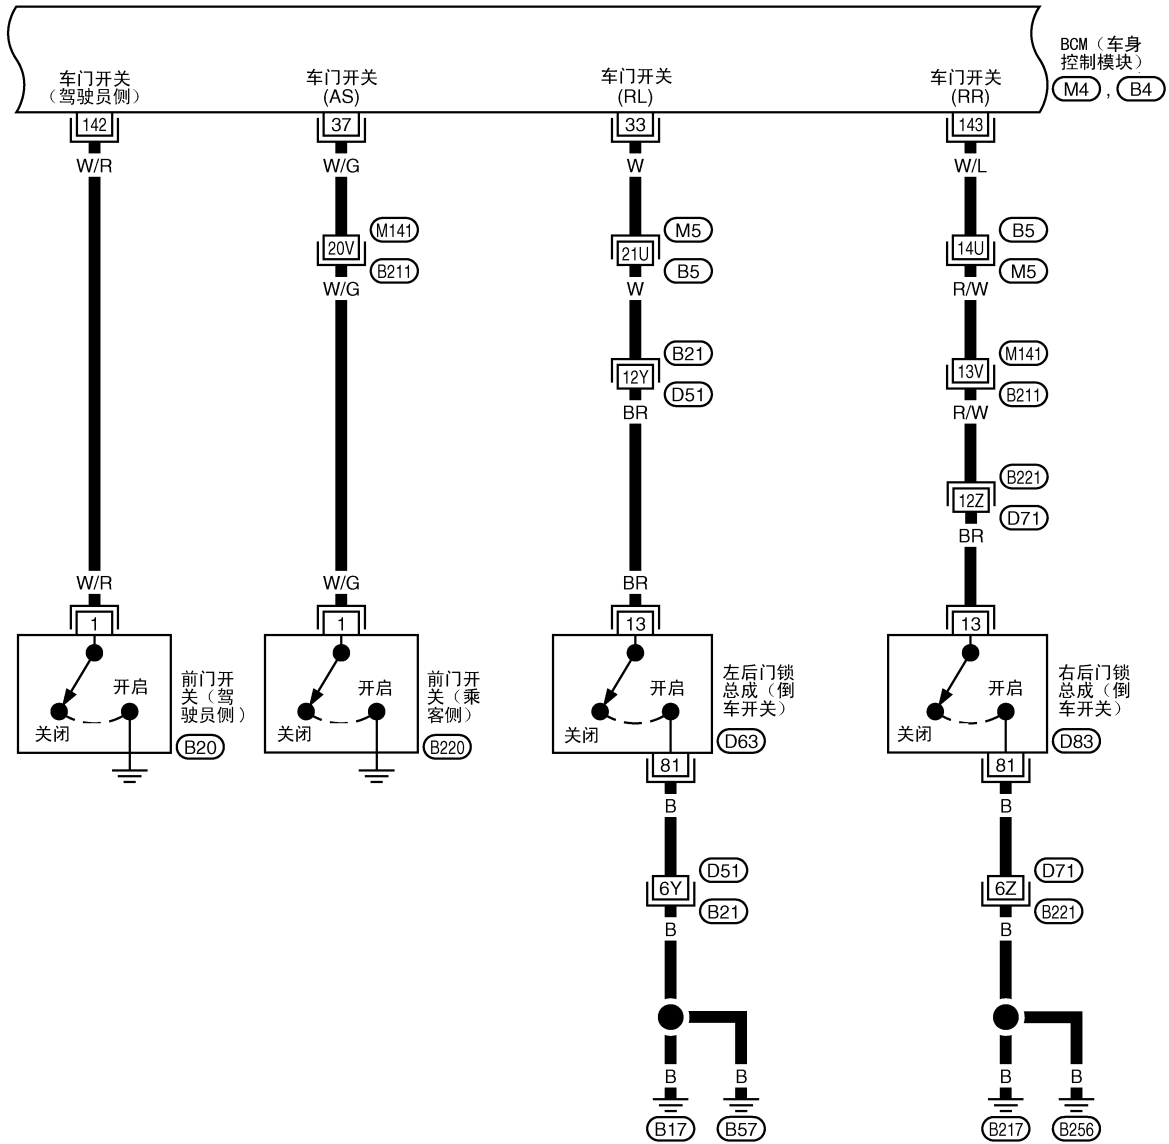 BCM（车身
控制模块）
M4 , B4
车门开关
（驾驶员侧）
车门开关
(AS)
车门开关
(RL)
车门开关
(RR)
142
37
33
143
W/R
W/G
W
W/L
20V
M141
B211
21U
M5
B5
14U
B5
M5
W/G
W
R/W
12Y
B21
D51
13V
M141
B211
BR
R/W
12Z
B221
D71
BR
W/R
W/G
BR
1
1
13
13
开启
关闭
前门开
关（驾
驶员侧）
B20
开启
关闭
前门开
关（乘
客侧）
B220
开启
关闭
左后门锁
总成（倒
车开关）
D63
开启
关闭
右后门锁
总成（倒
车开关）
D83
81
81
B
B
6Y
D51
B21
6Z
D71
B221
B
B
B
B
B
B
B17
B57
B217
B256